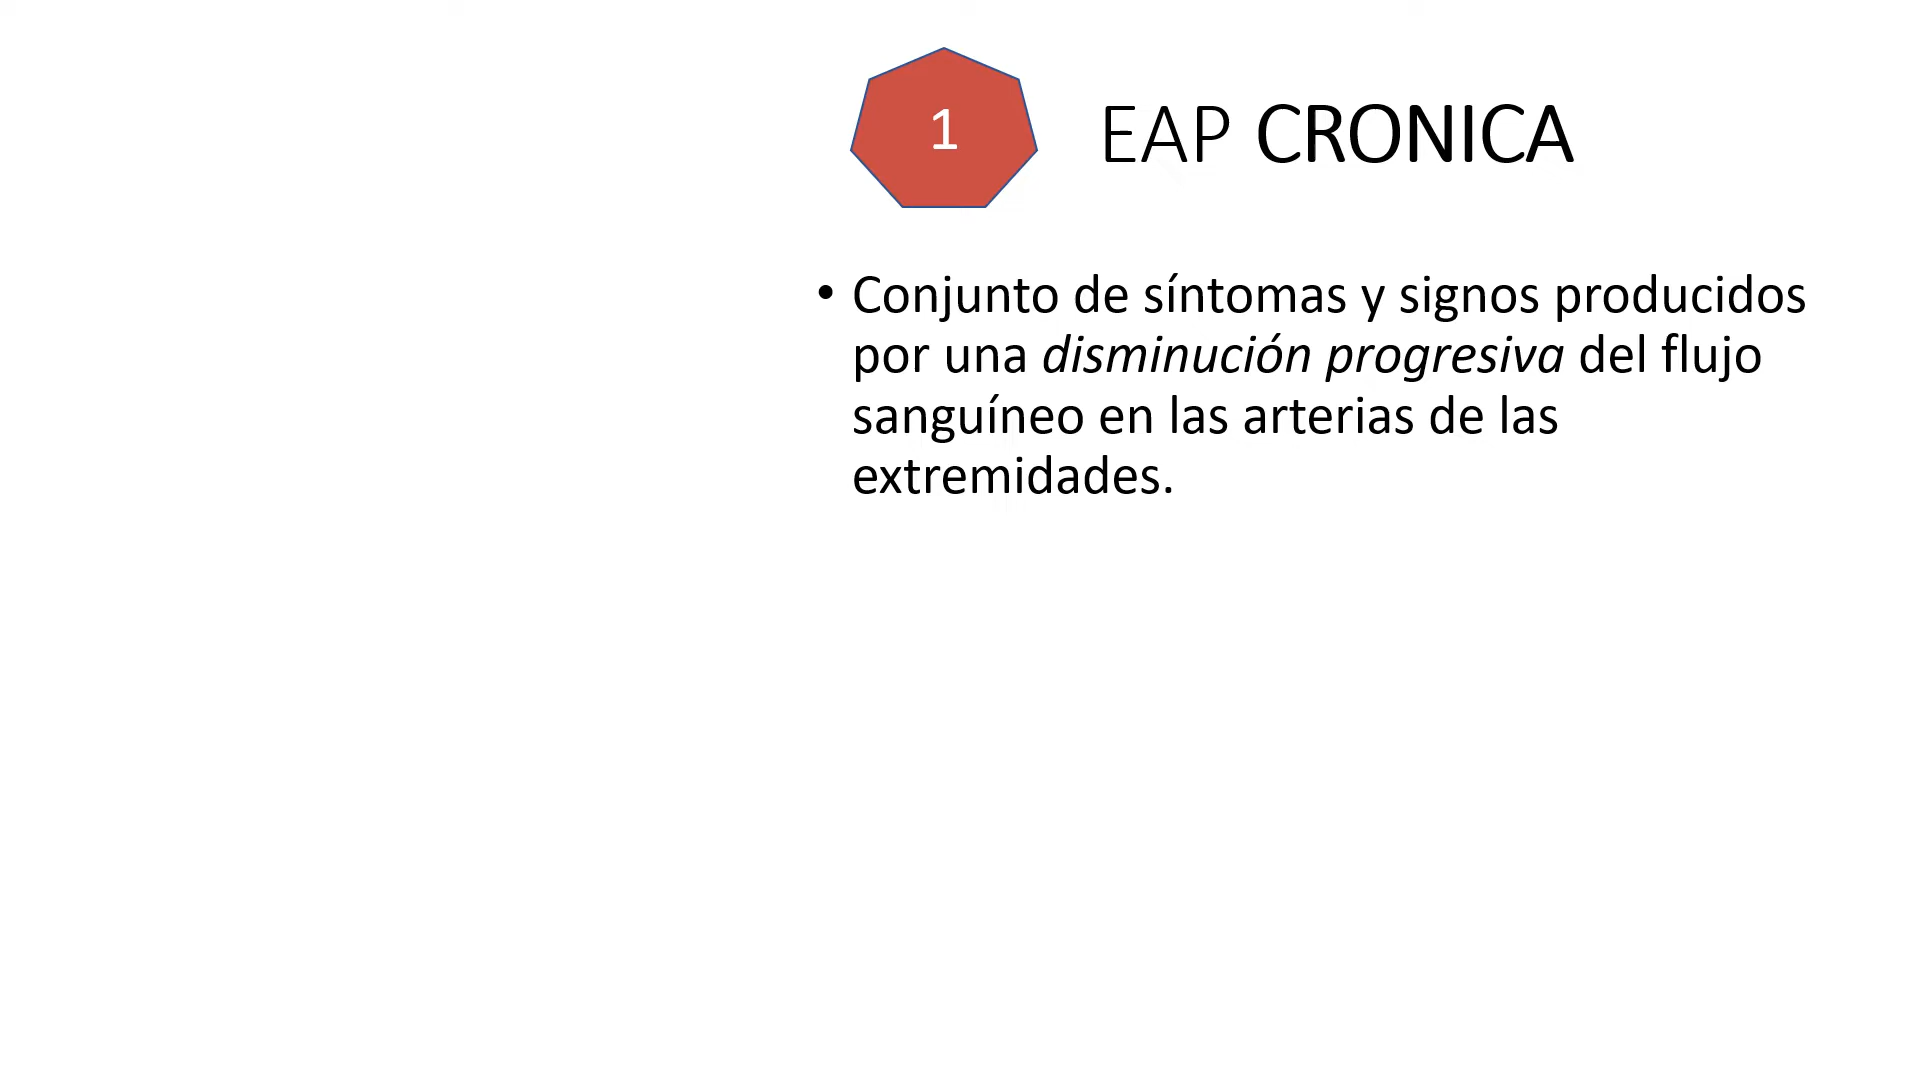 1
EAP CRONICA
• Conjunto de síntomas y signos producidos
por una disminución progresiva del flujo
sanguíneo en las arterias de las
extremidades.